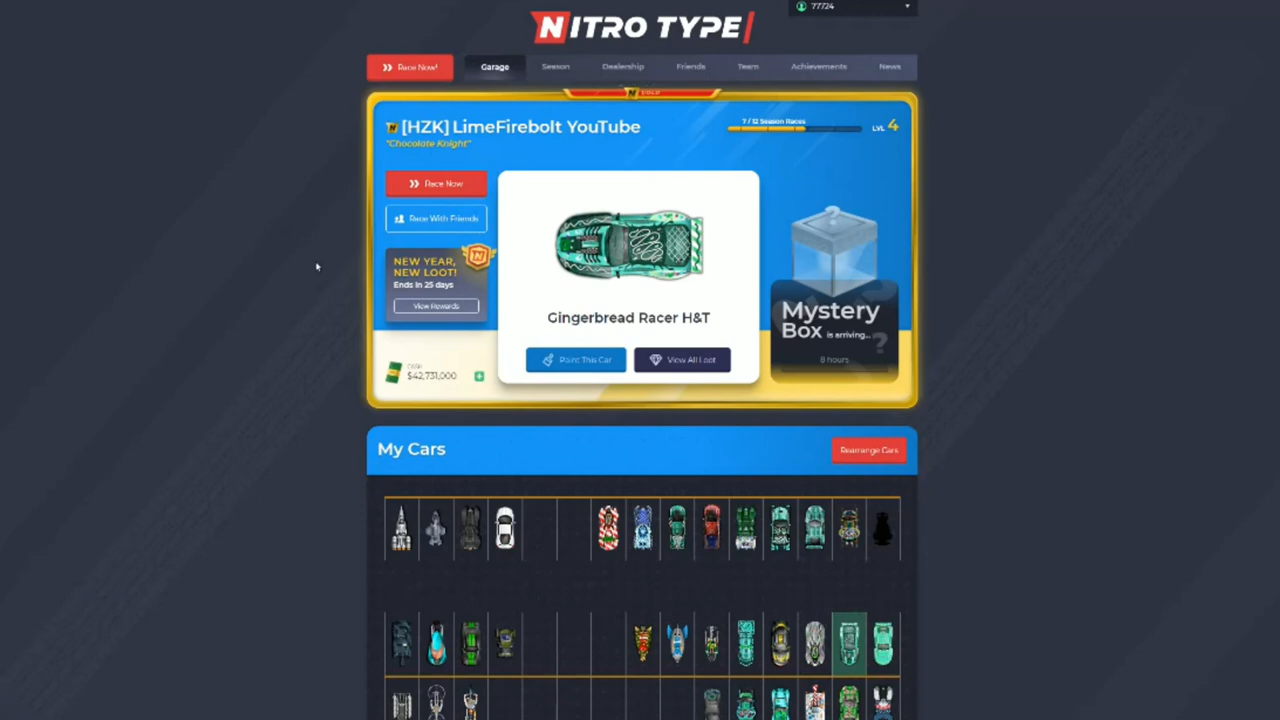 77724
NITRO TYPE
Race Now!
Garage
Season
Dealership
Friends
Team
Achievements
News
GOLD
[HZK] LimeFirebolt YouTube
"Chocolate Knight"
7 / 12 Season Races
LVL 4
Race Now
Race With Friends
NEW YEAR,
NEW LOOT!
Ends in 25 days
View Rewards
CASH
$42,731,000
Gingerbread Racer H&T
Paint This Car
View All Loot
Mystery
Box is arriving...
8 hours
My Cars
Rearrange Cars